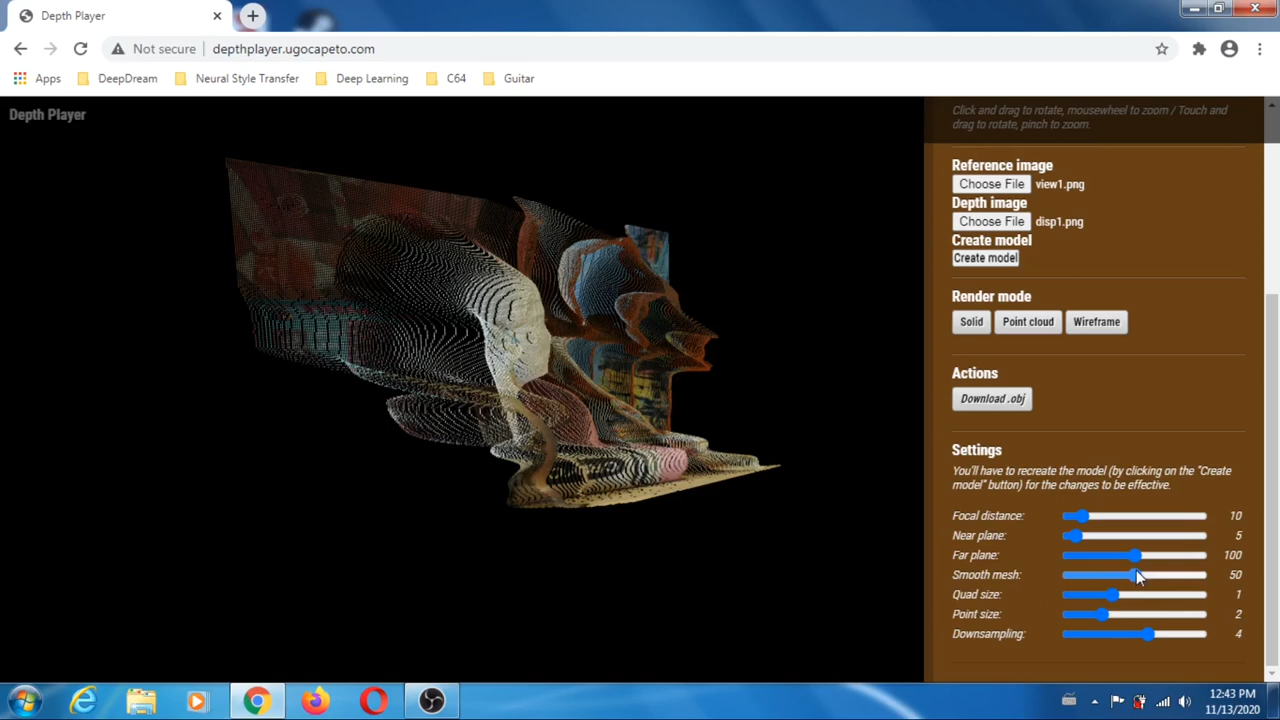 Depth Player
Not secure depthplayer.ugocapeto.com
Apps DeepDream Neural Style Transfer Deep Learning C64 Guitar
Depth Player
Click and drag to rotate, mousewheel to zoom / Touch and
drag to rotate, pinch to zoom.
Reference image
Choose File view1.png
Depth image
Choose File disp1.png
Create model
Create model
Render mode
Solid Point cloud Wireframe
Actions
Download .obj
Settings
You'll have to recreate the model (by clicking on the "Create
model" button) for the changes to be effective.
Focal distance: 10
Near plane: 5
Far plane: 100
Smooth mesh: 50
Quad size: 1
Point size: 2
Downsampling: 4
12:43 PM
11/13/2020